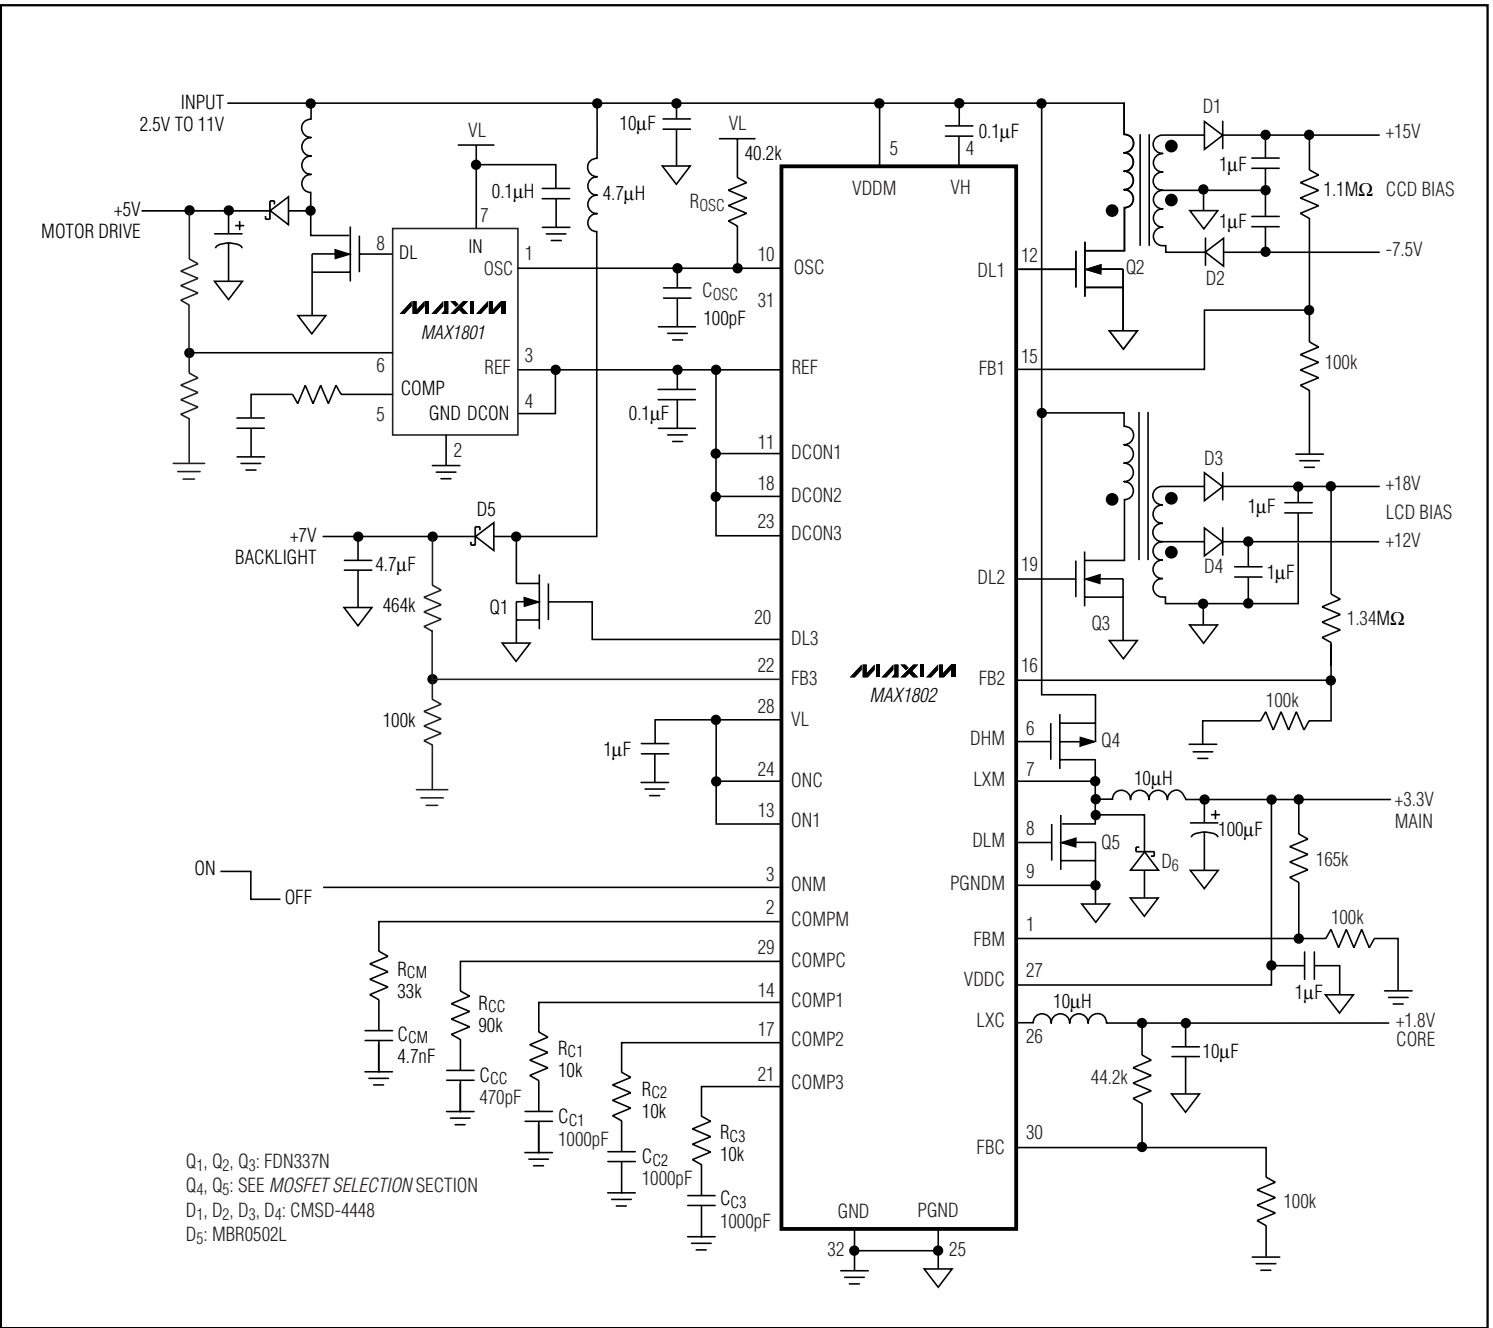 INPUT
2.5V TO 11V
10µF
VL
40.2k
ROSC
5
VDDM
0.1µF
4
VH
D1
+15V
1µF
1.1MΩ
CCD BIAS
1µF
-7.5V
D2
VL
0.1µH
4.7µH
7
IN
+5V
MOTOR DRIVE
+
8
DL
OSC
1
MAXIM
MAX1801
REF
3
6
COMP
5
GND DCON
4
2
10
OSC
31
COSC
100pF
REF
0.1µF
11
DCON1
18
DCON2
23
DCON3
12
DL1
Q2
15
FB1
100k
D3
+18V
1µF
LCD BIAS
D4
+12V
1µF
19
DL2
Q3
1.34MΩ
16
FB2
100k
D5
+7V
BACKLIGHT
4.7µF
464k
Q1
20
DL3
22
FB3
100k
28
VL
1µF
24
ONC
13
ON1
MAXIM
MAX1802
DHM
6
Q4
LXM
7
10µH
+3.3V
MAIN
+
100µF
DLM
8
Q5
D6
165k
PGNDM
9
FBM
1
100k
VDDC
27
1µF
LXC
26
10µH
+1.8V
CORE
10µF
44.2k
FBC
30
100k
ON
OFF
3
ONM
2
COMPM
29
COMPC
14
COMP1
17
COMP2
21
COMP3
RCM
33k
CCM
4.7nF
RCC
90k
CCC
470pF
RC1
10k
CC1
1000pF
RC2
10k
CC2
1000pF
RC3
10k
CC3
1000pF
GND
PGND
32
25
Q1, Q2, Q3: FDN337N
Q4, Q5: SEE MOSFET SELECTION SECTION
D1, D2, D3, D4: CMSD-4448
D5: MBR0502L